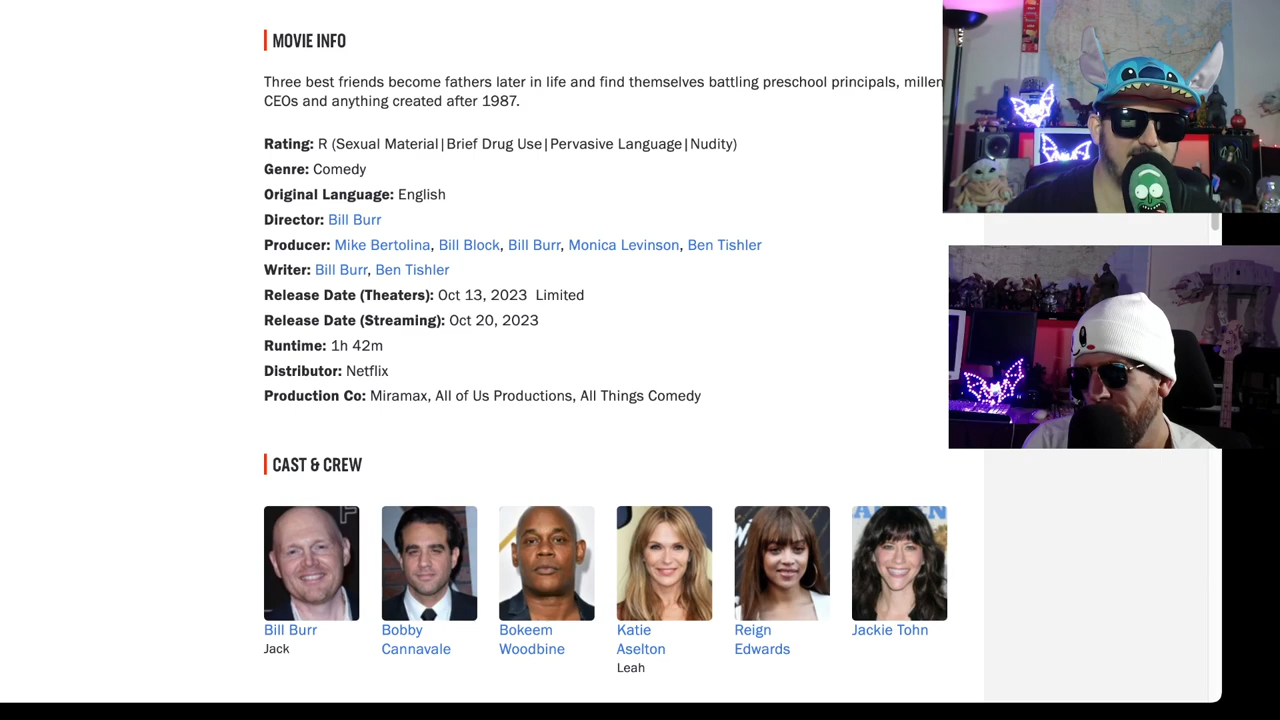 MOVIE INFO
Three best friends become fathers later in life and find themselves battling preschool principals, millen
CEOs and anything created after 1987.
Rating: R (Sexual Material|Brief Drug Use|Pervasive Language|Nudity)
Genre: Comedy
Original Language: English
Director: Bill Burr
Producer: Mike Bertolina, Bill Block, Bill Burr, Monica Levinson, Ben Tishler
Writer: Bill Burr, Ben Tishler
Release Date (Theaters): Oct 13, 2023 Limited
Release Date (Streaming): Oct 20, 2023
Runtime: 1h 42m
Distributor: Netflix
Production Co: Miramax, All of Us Productions, All Things Comedy
CAST & CREW
Bill Burr
Jack
Bobby
Cannavale
Bokeem
Woodbine
Katie
Aselton
Leah
Reign
Edwards
Jackie Tohn